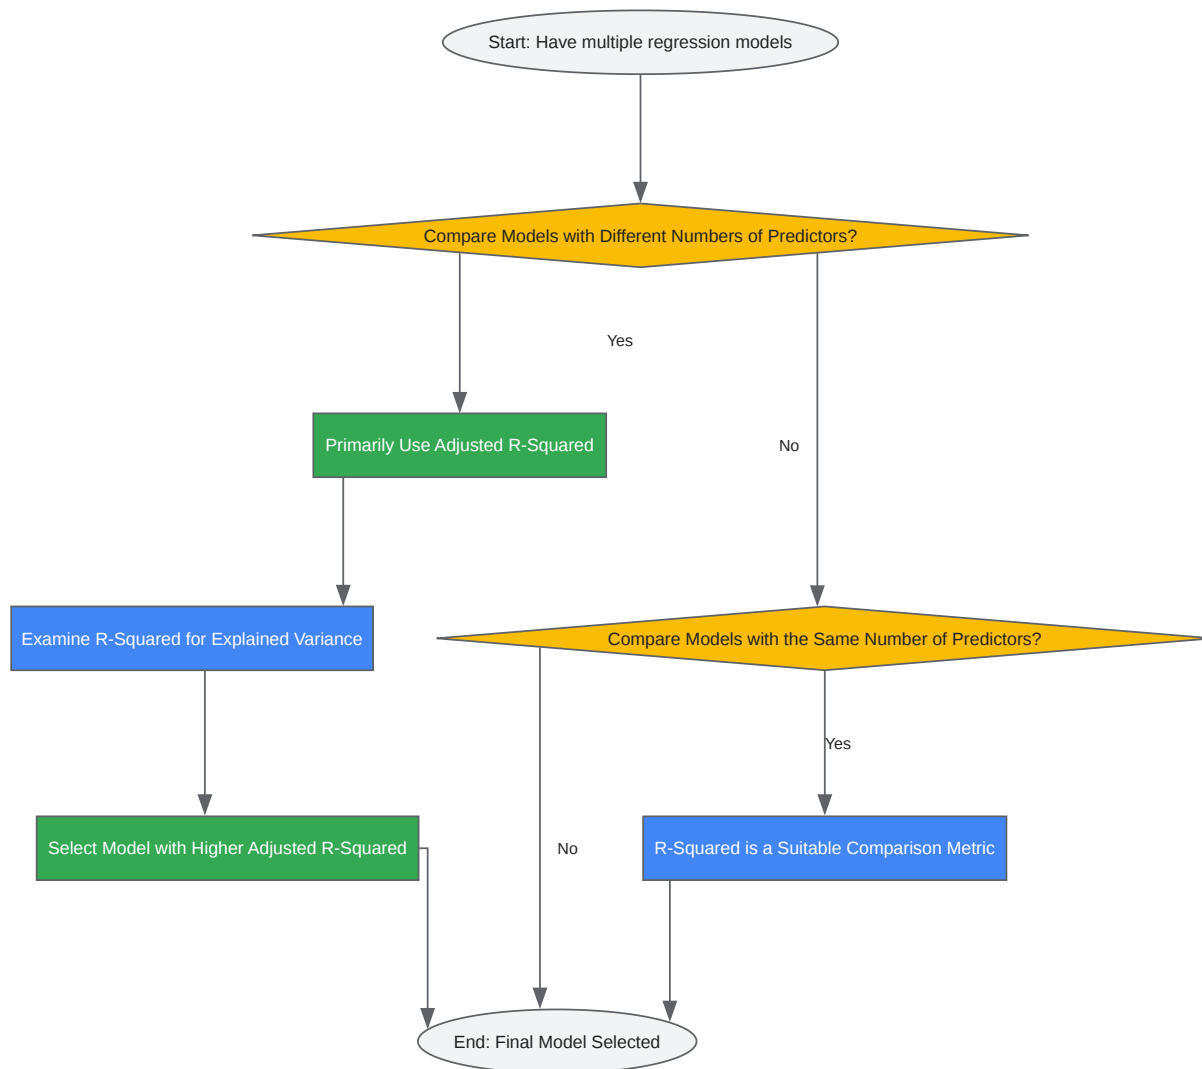 Start: Have multiple regression models
Compare Models with Different Numbers of Predictors?
Yes
Primarily Use Adjusted R-Squared
No
Examine R-Squared for Explained Variance
Compare Models with the Same Number of Predictors?
Yes
Select Model with Higher Adjusted R-Squared
No
R-Squared is a Suitable Comparison Metric
End: Final Model Selected